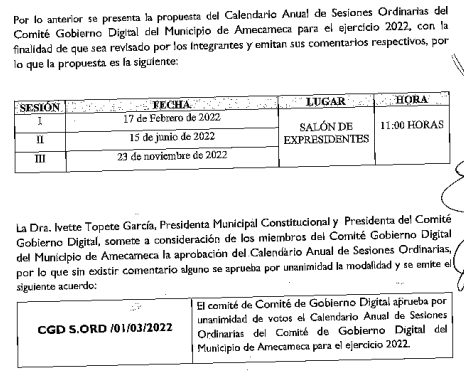 Por lo anterior se presenta la propuesta del Calendario Anual de Sesiones Ordinarias del
Comité Gobierno Digital del Municipio de Amecameca para el ejercicio 2022, con la
finalidad de que sea revisado por los integrantes y emitan sus comentarios respectivos, por
lo que la propuesta es la siguiente:
SESIÓN FECHA LUGAR HORA
I 17 de Febrero de 2022
II 15 de junio de 2022
III 23 de noviembre de 2022
SALÓN DE
EXPRESIDENTES
11:00 HORAS
La Dra. Ivette Topete García, Presidenta Municipal Constitucional y Presidenta del Comité
Gobierno Digital, somete a consideración de los miembros del Comité Gobierno Digital
del Municipio de Amecameca la aprobación del Calendario Anual de Sesiones Ordinarias,
por lo que sin existir comentario alguno se aprueba por unanimidad la modalidad y se emite el
siguiente acuerdo:
CGD S.ORD /01/03/2022
El comité de Comité de Gobierno Digital aprueba por
unanimidad de votos el Calendario Anual de Sesiones
Ordinarias del Comité de Gobierno Digital del
Municipio de Amecameca para el ejercicio 2022.